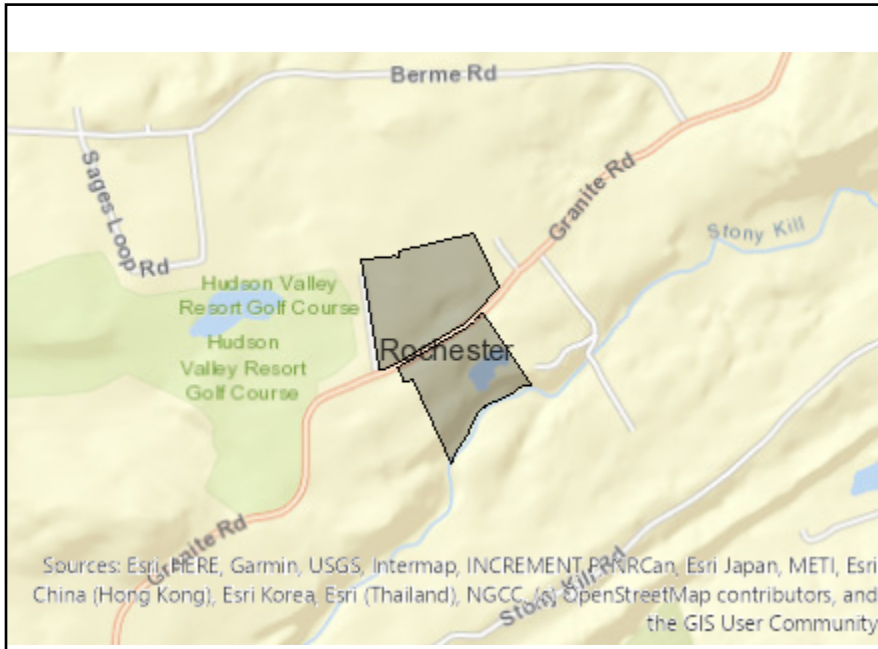 Berme Rd
Sages Loop Rd
Granite Rd
Stony Kill
Hudson Valley
Resort Golf Course
Hudson
Valley Resort
Golf Course
Rochester
Granite Rd
Stony Kill Rd
Sources: Esri, HERE, Garmin, USGS, Intermap, INCREMENT P, NRCan, Esri Japan, METI, Esri
China (Hong Kong), Esri Korea, Esri (Thailand), NGCC, (c) OpenStreetMap contributors, and
the GIS User Community